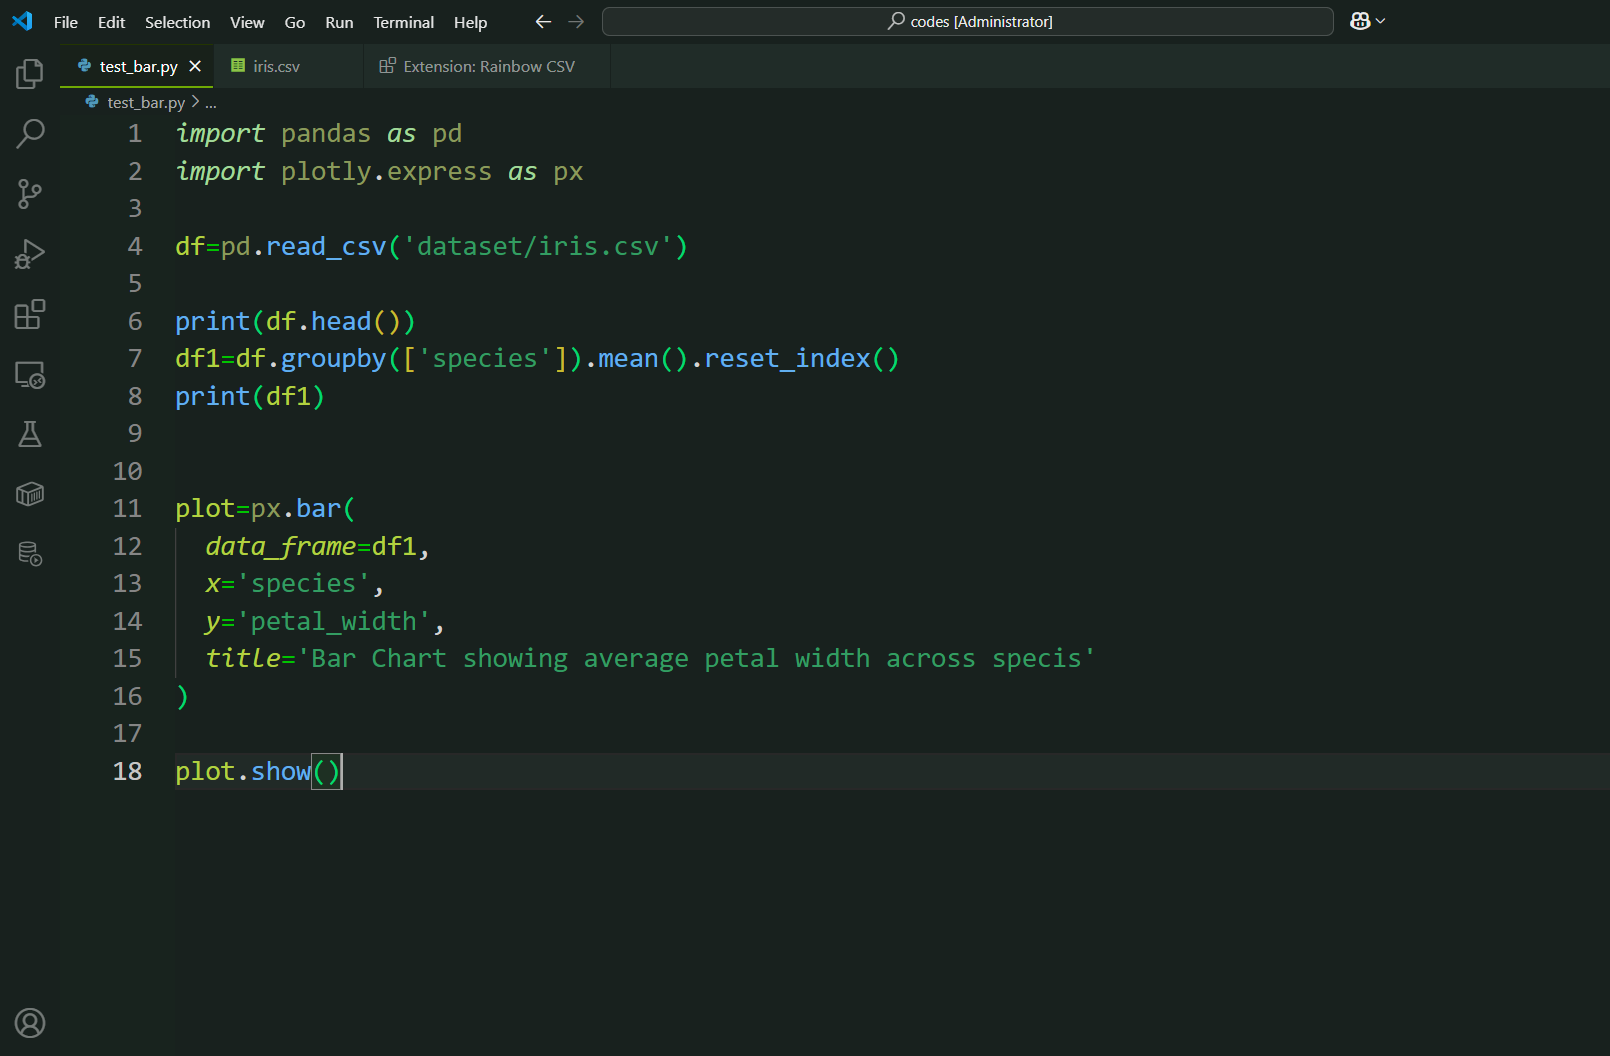 File Edit Selection View Go Run Terminal Help codes [Administrator]
test_bar.py iris.csv Extension: Rainbow CSV
test_bar.py > ...
1 import pandas as pd
2 import plotly.express as px
3
4 df=pd.read_csv('dataset/iris.csv')
5
6 print(df.head())
7 df1=df.groupby(['species']).mean().reset_index()
8 print(df1)
9
10
11 plot=px.bar(
12 data_frame=df1,
13 x='species',
14 y='petal_width',
15 title='Bar Chart showing average petal width across specis'
16 )
17
18 plot.show()